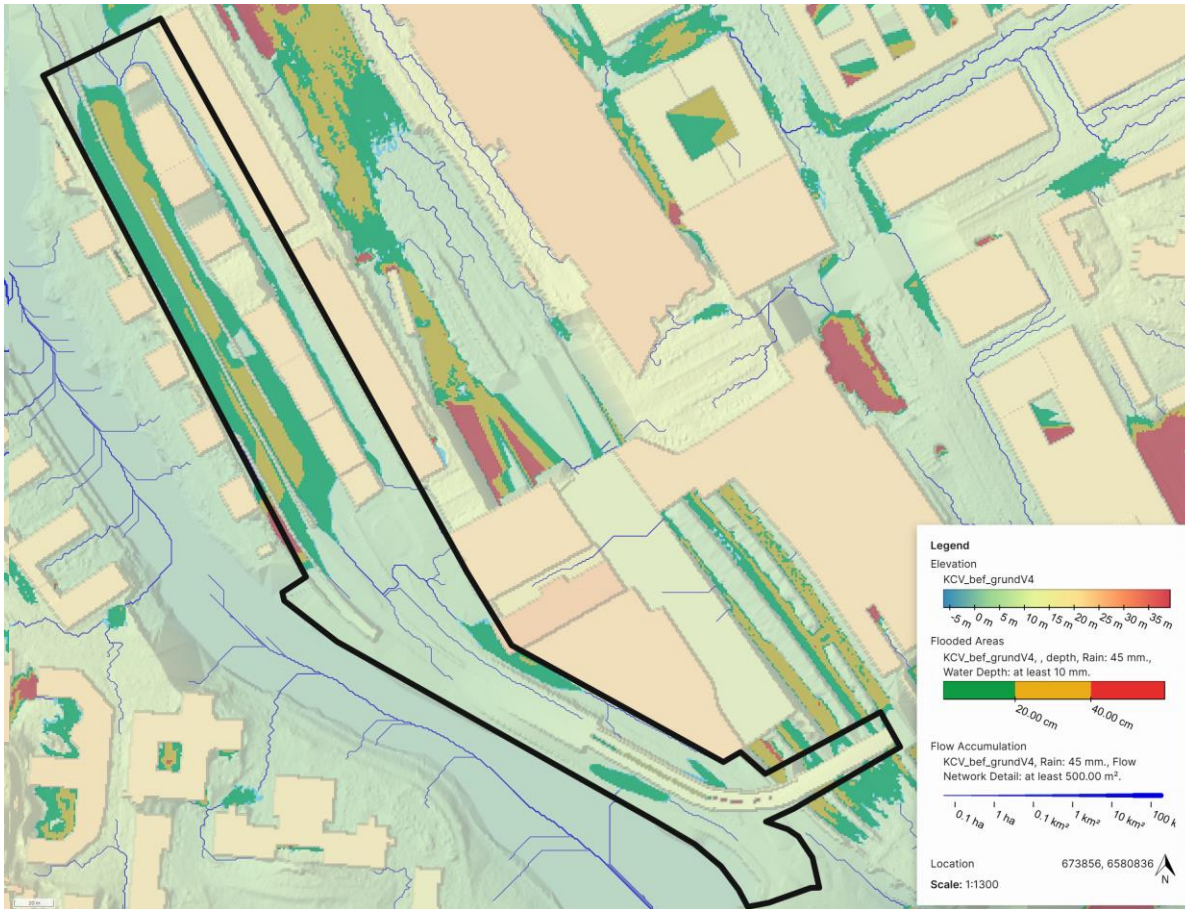 Legend
Elevation
KCV_bef_grundV4
-5 m 0 m 5 m 10 m 15 m 20 m 25 m 30 m 35 m
Flooded Areas
KCV_bef_grundV4, , depth, Rain: 45 mm.,
Water Depth: at least 10 mm.
20.00 cm 40.00 cm
Flow Accumulation
KCV_bef_grundV4, Rain: 45 mm., Flow
Network Detail: at least 500.00 m².
0.1 ha 1 ha 0.1 km² 1 km² 10 km² 100 k
Location 673856, 6580836
Scale: 1:1300
N
20 m